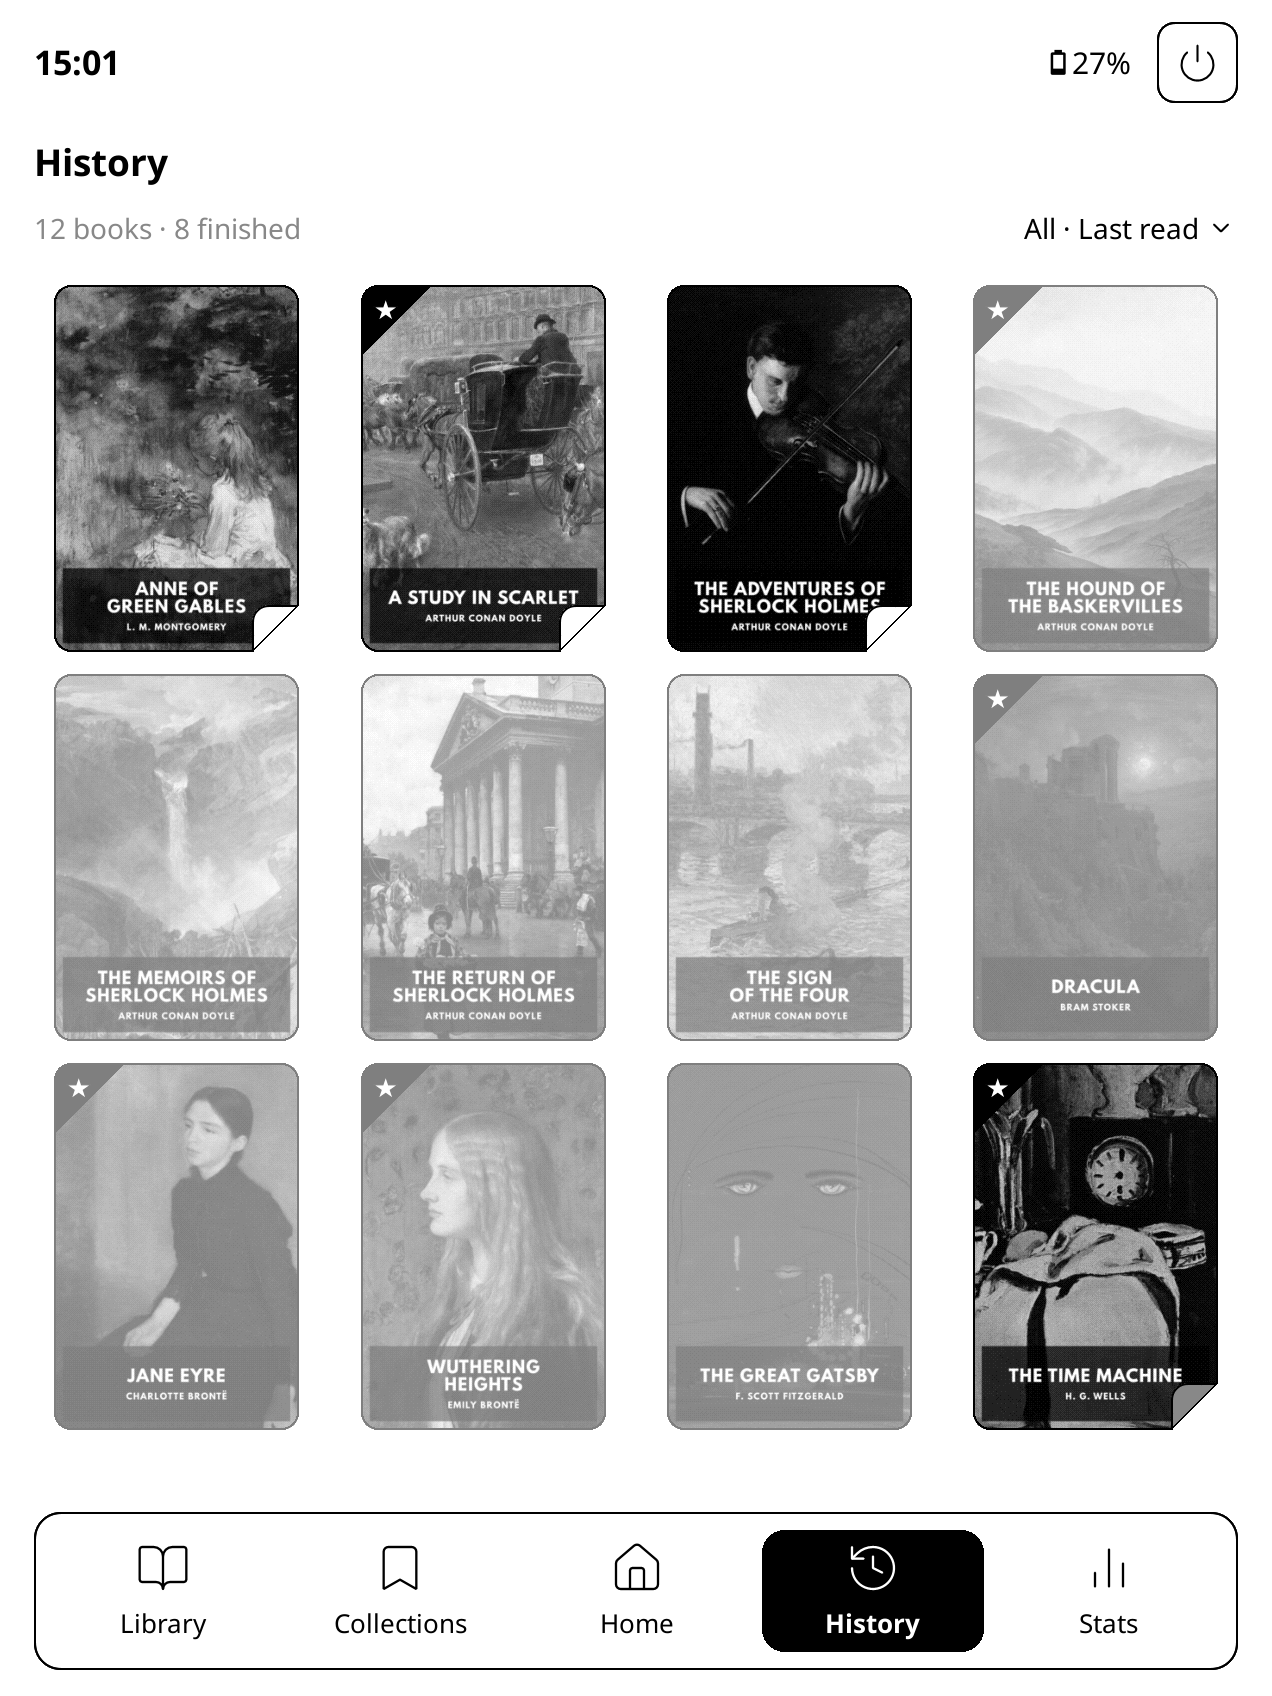 15:01
27%
History
12 books · 8 finished
All · Last read
ANNE OF
GREEN GABLES
L. M. MONTGOMERY
A STUDY IN SCARLET
ARTHUR CONAN DOYLE
THE ADVENTURES OF
SHERLOCK HOLMES
ARTHUR CONAN DOYLE
THE HOUND OF
THE BASKERVILLES
ARTHUR CONAN DOYLE
THE MEMOIRS OF
SHERLOCK HOLMES
ARTHUR CONAN DOYLE
THE RETURN OF
SHERLOCK HOLMES
ARTHUR CONAN DOYLE
THE SIGN
OF THE FOUR
ARTHUR CONAN DOYLE
DRACULA
BRAM STOKER
JANE EYRE
CHARLOTTE BRONTË
WUTHERING
HEIGHTS
EMILY BRONTË
THE GREAT GATSBY
F. SCOTT FITZGERALD
THE TIME MACHINE
H. G. WELLS
Library
Collections
Home
History
Stats